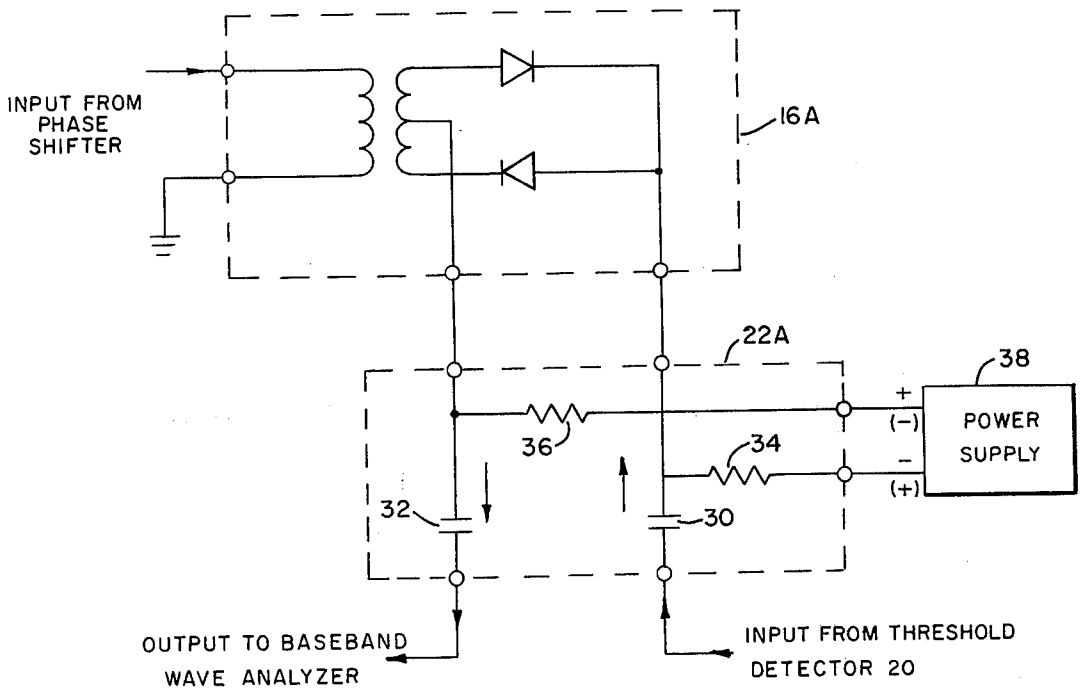 INPUT FROM
PHASE
SHIFTER
16A
22A
38
+
(-)
POWER
SUPPLY
-
(+)
36
34
32
30
OUTPUT TO BASEBAND
WAVE ANALYZER
INPUT FROM THRESHOLD
DETECTOR 20